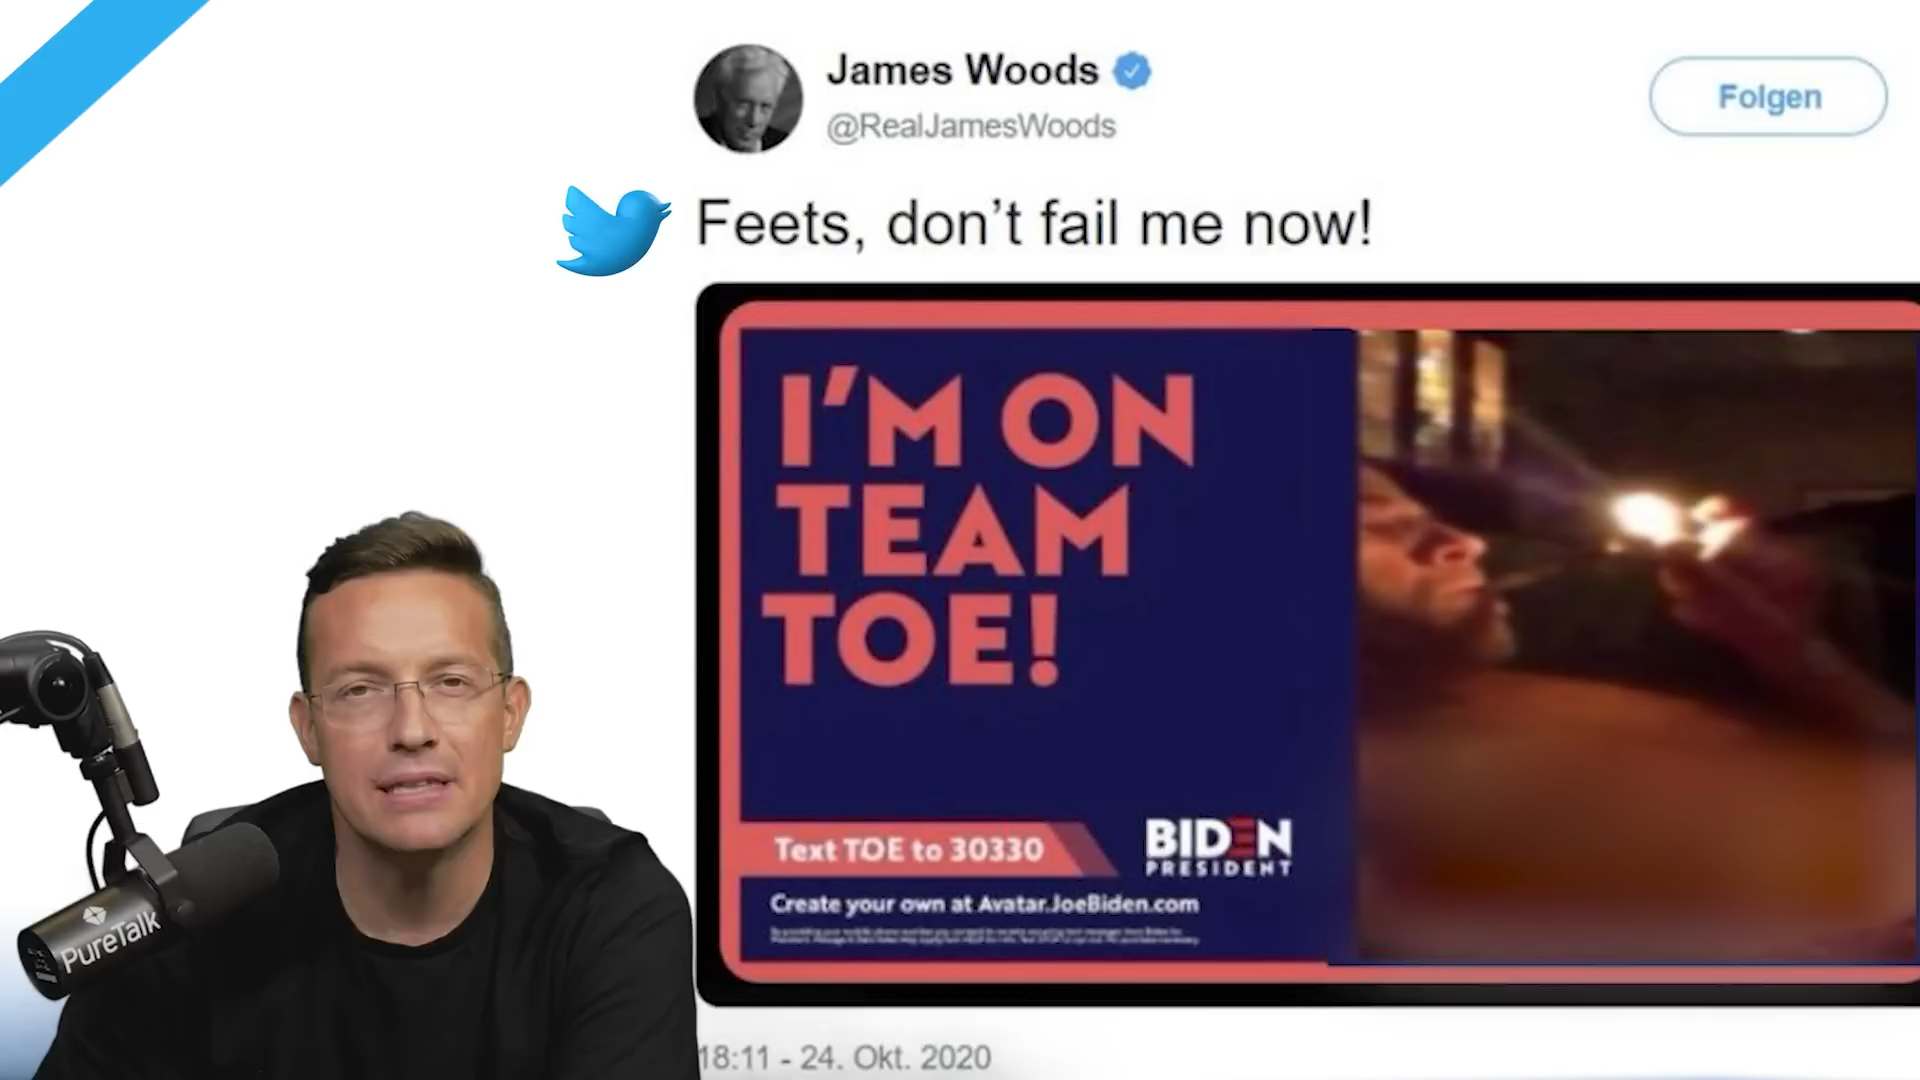 James Woods
@RealJamesWoods
Folgen
Feets, don't fail me now!
I'M ON
TEAM
TOE!
Text TOE to 30330
BIDEN
PRESIDENT
Create your own at Avatar.JoeBiden.com
18:11 - 24. Okt. 2020
PureTalk